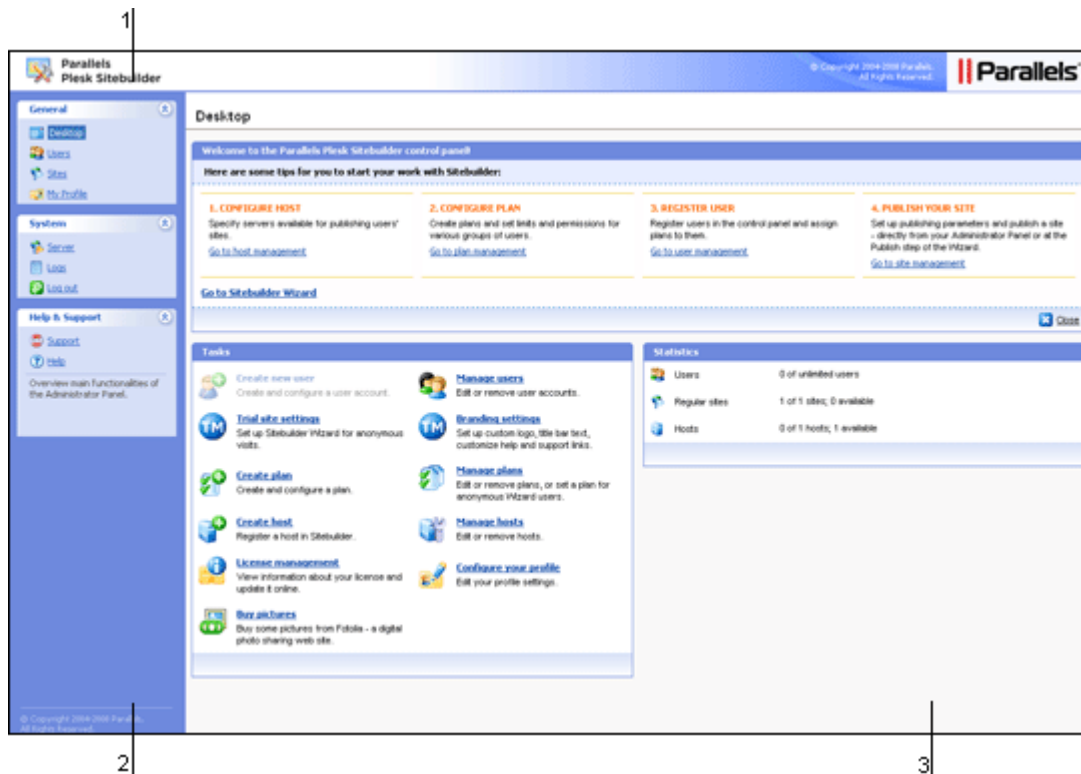 1
Parallels
Plesk Sitebuilder
© Copyright 2004-2008 Parallels.
All Rights Reserved.
Parallels®
General
Desktop
Users
Sites
My Profile
System
Server
Logs
Log out
Help & Support
Support
Help
Overview main functionalities of
the Administrator Panel.
© Copyright 2004-2008 Parallels.
All Rights Reserved.
Desktop
Welcome to the Parallels Plesk Sitebuilder control panel!
Here are some tips for you to start your work with Sitebuilder:
1. CONFIGURE HOST
Specify servers available for publishing users'
sites.
Go to host management
2. CONFIGURE PLAN
Create plans and set limits and permissions for
various groups of users.
Go to plan management
3. REGISTER USER
Register users in the control panel and assign
plans to them.
Go to user management
4. PUBLISH YOUR SITE
Set up publishing parameters and publish a site
- directly from your Administrator Panel or at the
Publish step of the Wizard.
Go to site management
Go to Sitebuilder Wizard
Close
Tasks
Create new user
Create and configure a user account.
Manage users
Edit or remove user accounts.
TM
Trial site settings
Set up Sitebuilder Wizard for anonymous
visits.
TM
Branding settings
Set up custom logo, title bar text,
customize help and support links.
Create plan
Create and configure a plan.
Manage plans
Edit or remove plans, or set a plan for
anonymous Wizard users.
Create host
Register a host in Sitebuilder.
Manage hosts
Edit or remove hosts.
License management
View information about your license and
update it online.
Configure your profile
Edit your profile settings.
Buy pictures
Buy some pictures from Fotolia - a digital
photo sharing web site.
Statistics
Users 0 of unlimited users
Regular sites 1 of 1 sites; 0 available
Hosts 0 of 1 hosts; 1 available
2
3